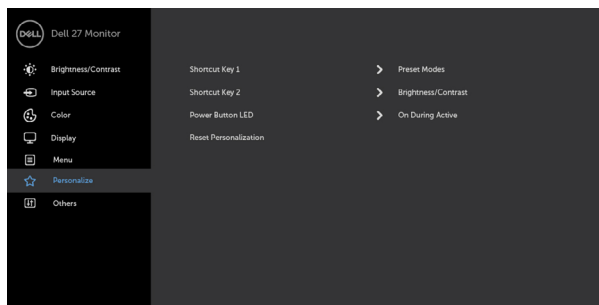 DELL Dell 27 Monitor
Brightness/Contrast
Input Source
Color
Display
Menu
Personalize
Others
Shortcut Key 1 Preset Modes
Shortcut Key 2 Brightness/Contrast
Power Button LED On During Active
Reset Personalization